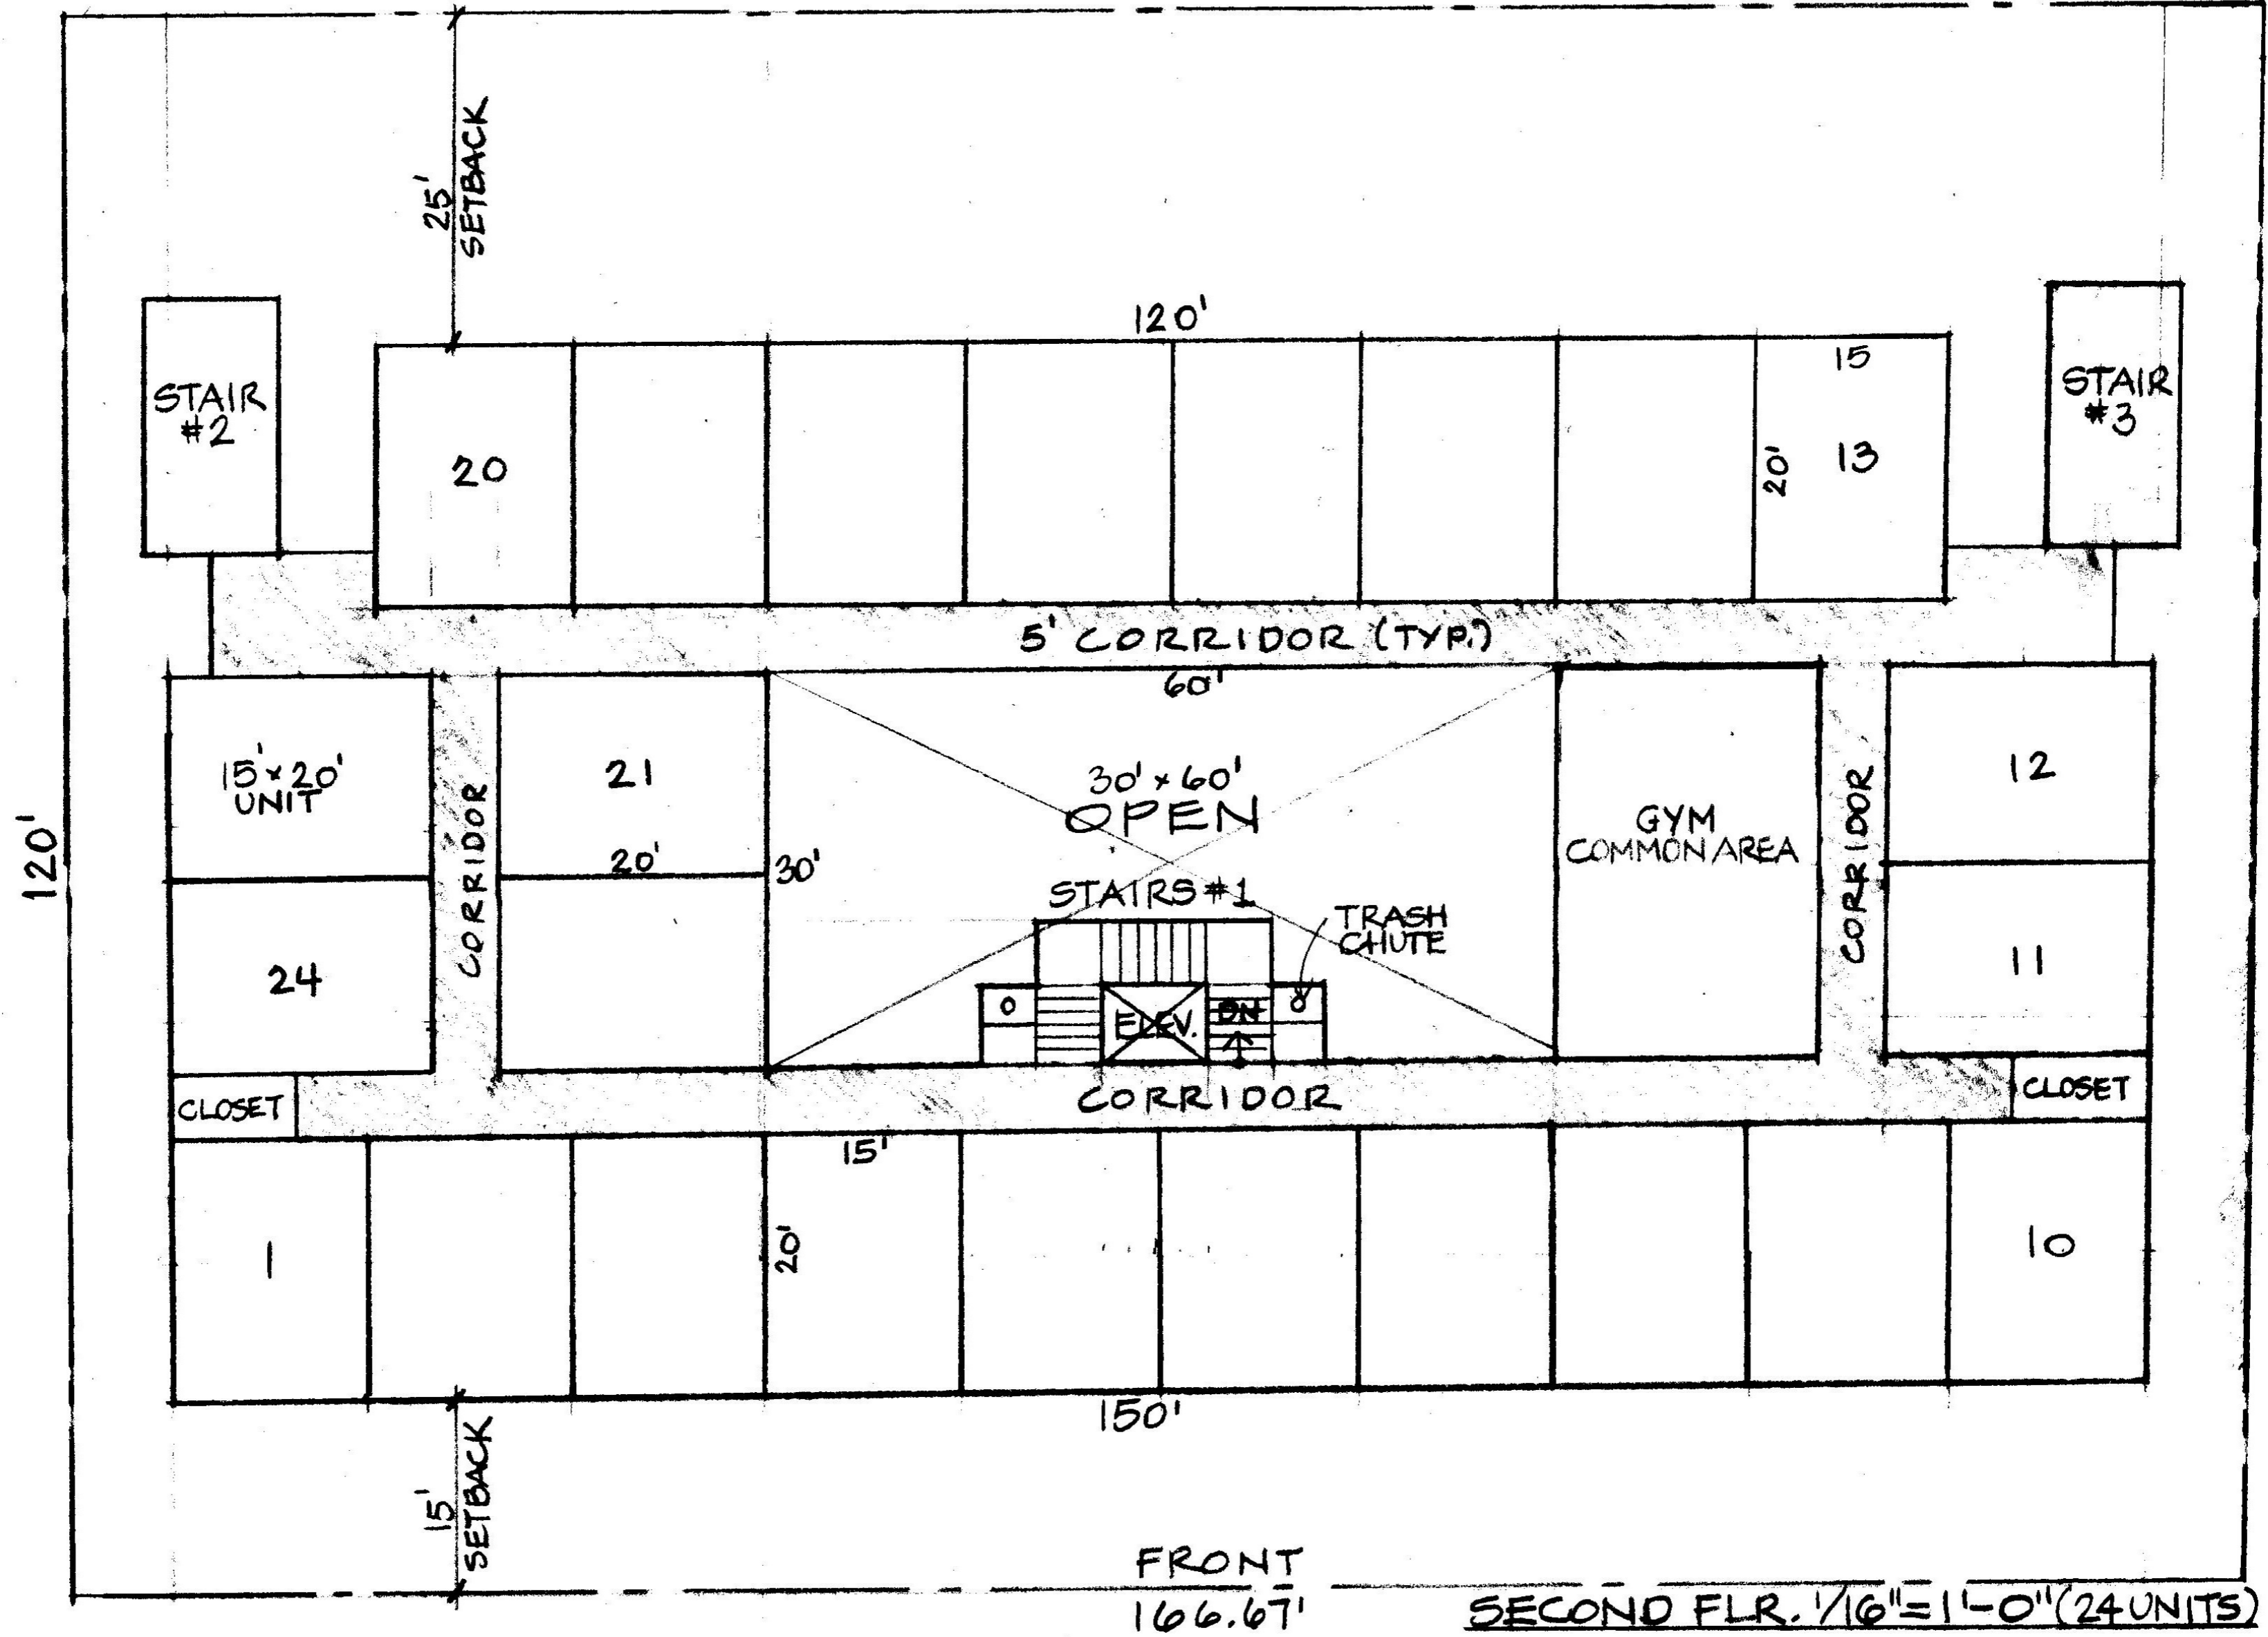 25'
SETBACK
120'
STAIR
#2
STAIR
#3
15
20
20'
13
5' CORRIDOR (TYP.)
60'
15'x20'
UNIT
CORRIDOR
21
20'
30'
30' x 60'
OPEN
STAIRS #1
TRASH
CHUTE
GYM
COMMON AREA
CORRIDOR
12
11
120'
24
ELEV.
DN
CLOSET
CORRIDOR
CLOSET
15'
1
20'
10
150'
15'
SETBACK
FRONT
166.67'
SECOND FLR. 1/16"=1'-0" (24 UNITS)